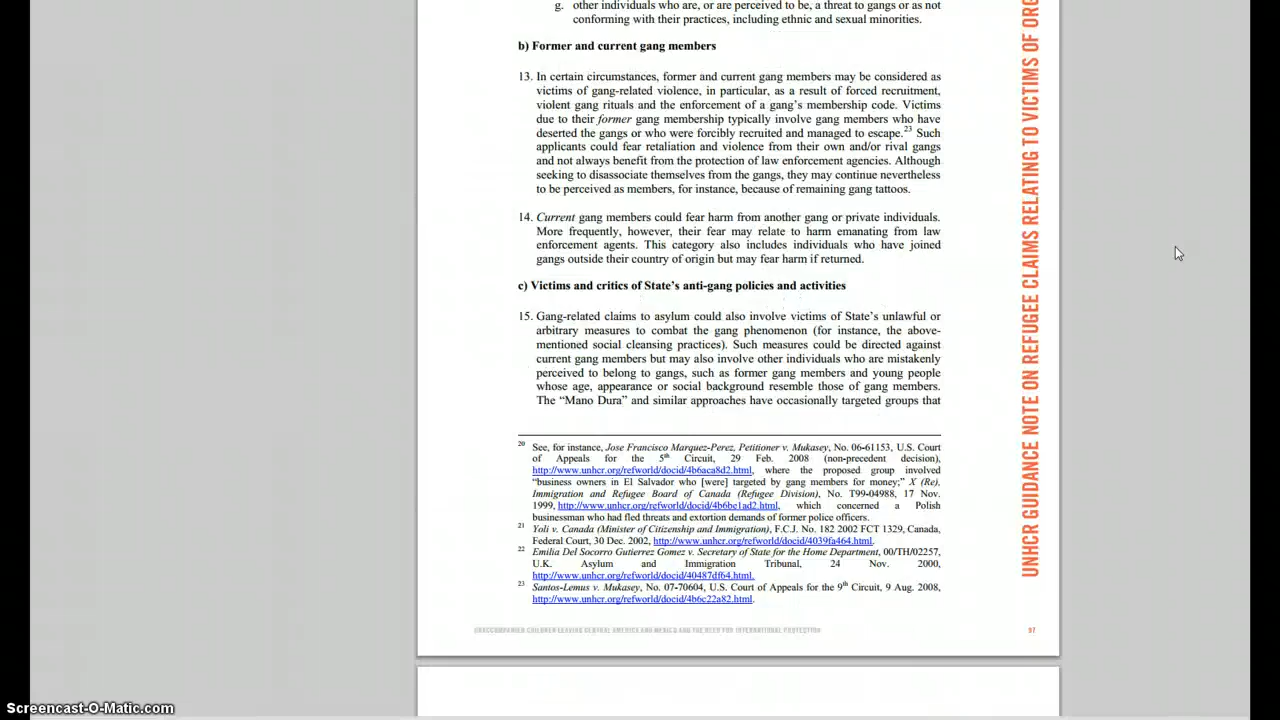 g. other individuals who are, or are perceived to be, a threat to gangs or as not
conforming with their practices, including ethnic and sexual minorities.
b) Former and current gang members
13. In certain circumstances, former and current gang members may be considered as
victims of gang-related violence, in particular, as a result of forced recruitment,
violent gang rituals and the enforcement of a gang's membership code. Victims
due to their former gang membership typically involve gang members who have
deserted the gangs or who were forcibly recruited and managed to escape.23 Such
applicants could fear retaliation and violence from their own and/or rival gangs
and not always benefit from the protection of law enforcement agencies. Although
seeking to disassociate themselves from the gangs, they may continue nevertheless
to be perceived as members, for instance, because of remaining gang tattoos.
14. Current gang members could fear harm from another gang or private individuals.
More frequently, however, their fear may relate to harm emanating from law
enforcement agents. This category also includes individuals who have joined
gangs outside their country of origin but may fear harm if returned.
c) Victims and critics of State's anti-gang policies and activities
15. Gang-related claims to asylum could also involve victims of State's unlawful or
arbitrary measures to combat the gang phenomenon (for instance, the above-
mentioned social cleansing practices). Such measures could be directed against
current gang members but may also involve other individuals who are mistakenly
perceived to belong to gangs, such as former gang members and young people
whose age, appearance or social background resemble those of gang members.
The “Mano Dura” and similar approaches have occasionally targeted groups that
20 See, for instance, Jose Francisco Marquez-Perez, Petitioner v. Mukasey, No. 06-61153, U.S. Court
of Appeals for the 5th Circuit, 29 Feb. 2008 (non-precedent decision),
http://www.unhcr.org/refworld/docid/4b6aca8d2.html, where the proposed group involved
“business owners in El Salvador who [were] targeted by gang members for money;” X (Re),
Immigration and Refugee Board of Canada (Refugee Division), No. T99-04988, 17 Nov.
1999, http://www.unhcr.org/refworld/docid/4b6be1ad2.html, which concerned a Polish
businessman who had fled threats and extortion demands of former police officers.
21 Yoli v. Canada (Minister of Citizenship and Immigration), F.C.J. No. 182 2002 FCT 1329, Canada,
Federal Court, 30 Dec. 2002, http://www.unhcr.org/refworld/docid/4039fa464.html.
22 Emilia Del Socorro Gutierrez Gomez v. Secretary of State for the Home Department, 00/TH/02257,
U.K. Asylum and Immigration Tribunal, 24 Nov. 2000,
http://www.unhcr.org/refworld/docid/40487df64.html.
23 Santos-Lemus v. Mukasey, No. 07-70604, U.S. Court of Appeals for the 9th Circuit, 9 Aug. 2008,
http://www.unhcr.org/refworld/docid/4b6c22a82.html.
UNACCOMPANIED CHILDREN LEAVING CENTRAL AMERICA AND MEXICO AND THE NEED FOR INTERNATIONAL PROTECTION
97
UNHCR GUIDANCE NOTE ON REFUGEE CLAIMS RELATING TO VICTIMS OF ORG
Screencast-O-Matic.com